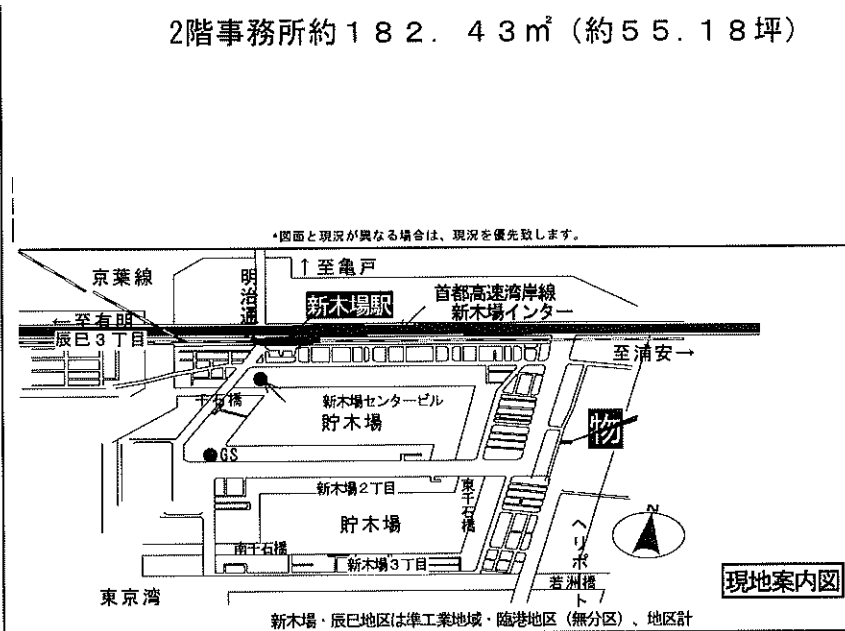 2階事務所約１８２．４３㎡（約５５.１８坪）
*図面と現況が異なる場合は、現況を優先致します。
京葉線
明治通
↑至亀戸
新木場駅
首都高速湾岸線
新木場インター
←至有明
辰巳３丁目
至浦安→
千石橋
新木場センタービル
貯木場
物
GS
新木場２丁目
東千石橋
貯木場
ヘリポート
N
南千石橋
新木場３丁目
若洲橋
東京湾
現地案内図
新木場・辰巳地区は準工業地域・臨港地区（無分区）、地区計